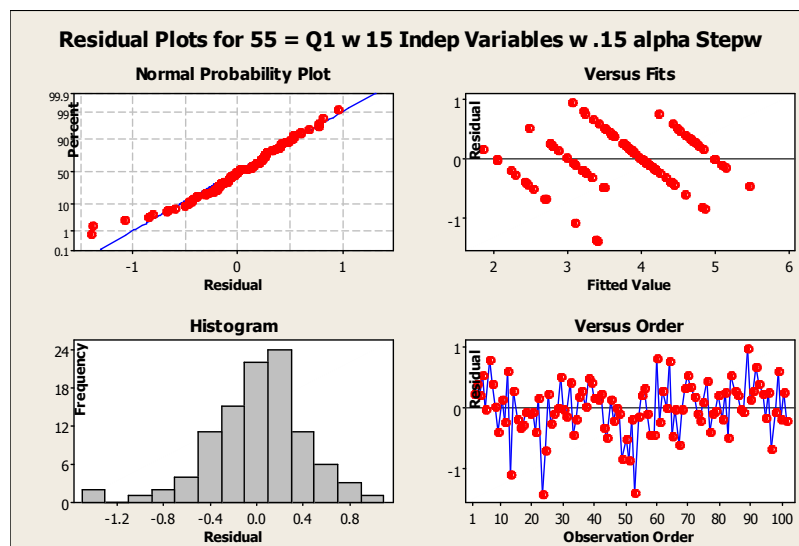 Residual Plots for 55 = Q1 w 15 Indep Variables w .15 alpha Stepw
Normal Probability Plot
Percent
99.9
99
90
50
10
1
0.1
-1 0 1
Residual
Versus Fits
Residual
1
0
-1
2 3 4 5 6
Fitted Value
Histogram
Frequency
24
18
12
6
0
-1.2 -0.8 -0.4 0.0 0.4 0.8
Residual
Versus Order
Residual
1
0
-1
1 10 20 30 40 50 60 70 80 90 100
Observation Order